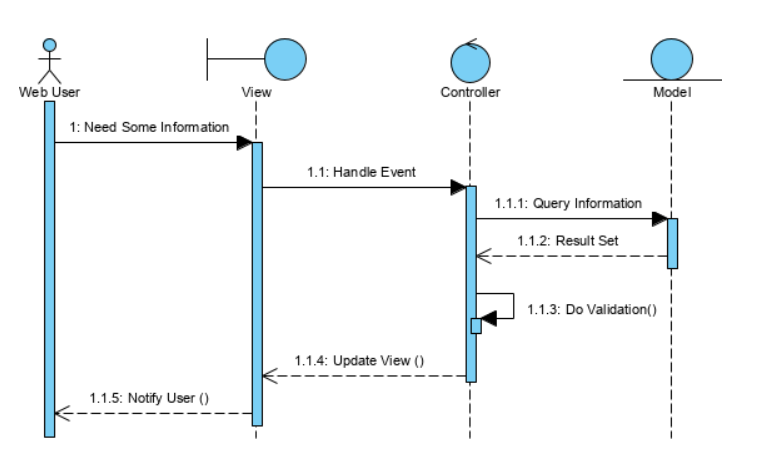 Web User
View
Controller
Model
1: Need Some Information
1.1: Handle Event
1.1.1: Query Information
1.1.2: Result Set
1.1.3: Do Validation()
1.1.4: Update View ()
1.1.5: Notify User ()